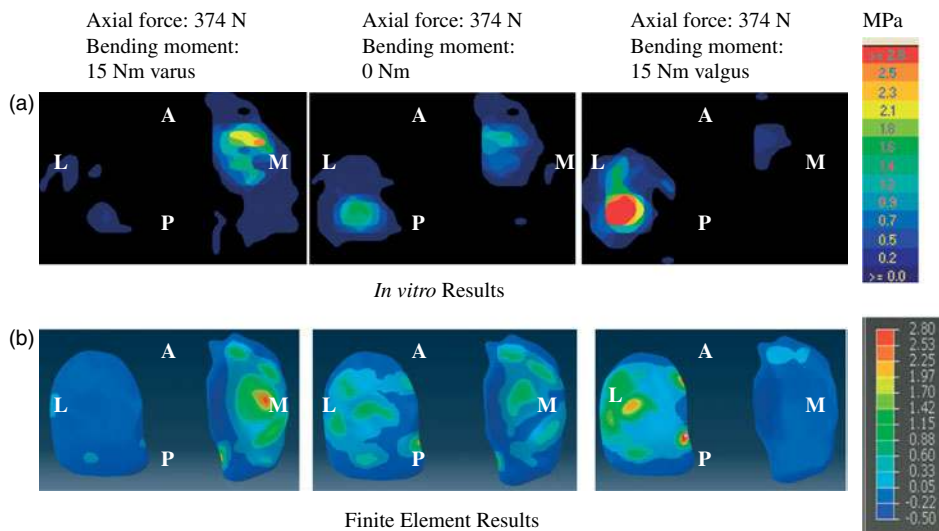 Axial force: 374 N
Bending moment:
15 Nm varus
Axial force: 374 N
Bending moment:
0 Nm
Axial force: 374 N
Bending moment:
15 Nm valgus
MPa
(a)
A
L
M
P
A
L
M
P
A
L
M
P
2.5
2.3
2.1
1.8
1.6
1.4
1.2
0.9
0.7
0.5
0.2
>= 0.0
In vitro Results
(b)
A
L
M
P
A
L
M
P
A
L
M
P
2.80
2.53
2.25
1.97
1.70
1.42
1.15
0.88
0.60
0.33
0.05
-0.22
-0.50
Finite Element Results